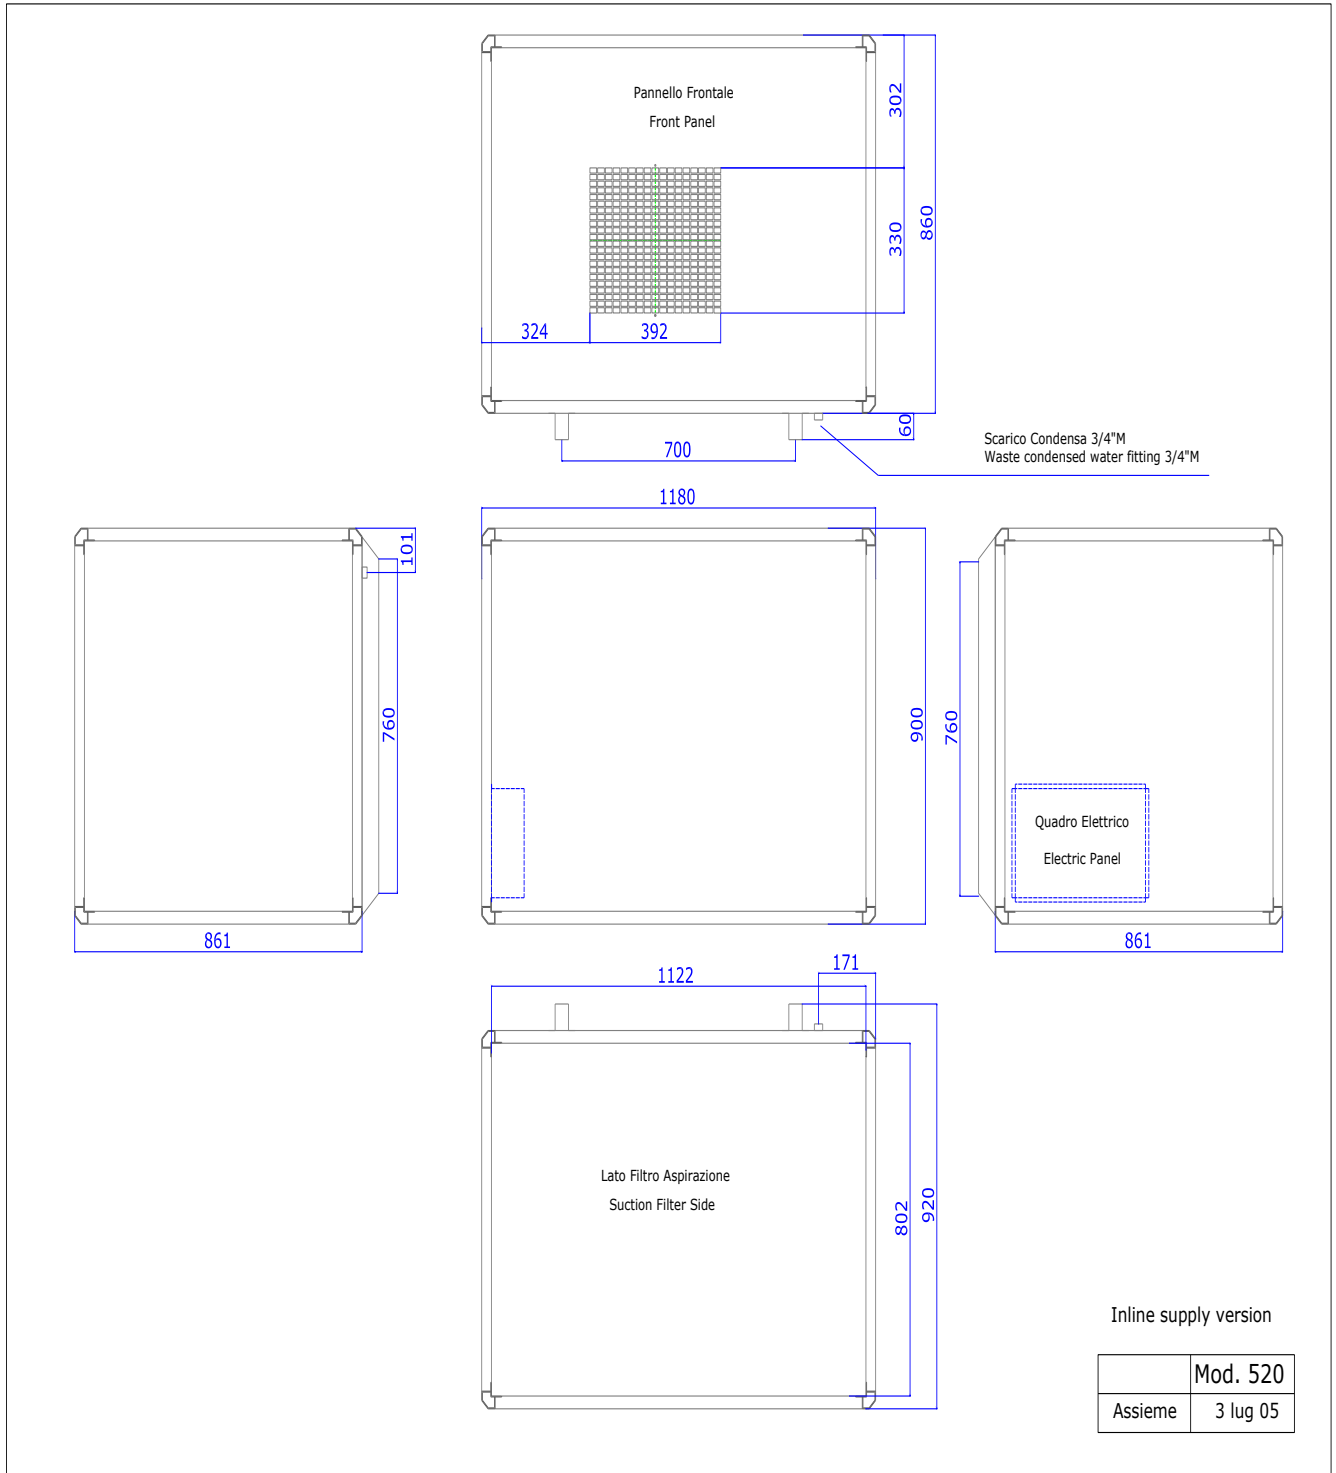 Pannello Frontale
Front Panel
302
330
860
324
392
60
700
Scarico Condensa 3/4"M
Waste condensed water fitting 3/4"M
1180
101
760
900
760
Quadro Elettrico
Electric Panel
861
861
171
1122
Lato Filtro Aspirazione
Suction Filter Side
802
920
Inline supply version
Mod. 520
Assieme 3 lug 05